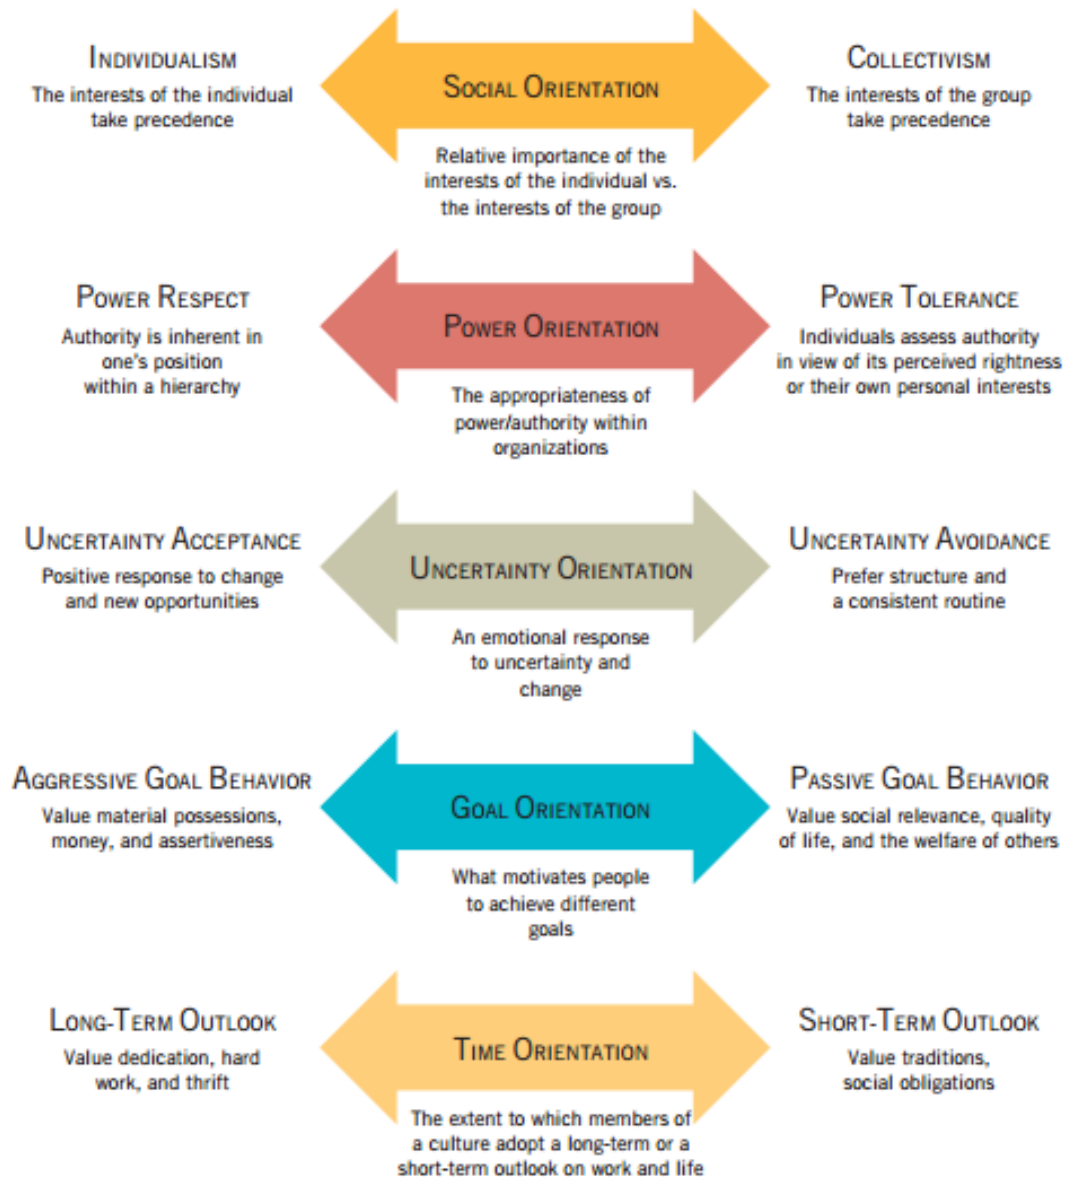 INDIVIDUALISM
The interests of the individual
take precedence
SOCIAL ORIENTATION
Relative importance of the
interests of the individual vs.
the interests of the group
COLLECTIVISM
The interests of the group
take precedence
POWER RESPECT
Authority is inherent in
one's position
within a hierarchy
POWER ORIENTATION
The appropriateness of
power/authority within
organizations
POWER TOLERANCE
Individuals assess authority
in view of its perceived rightness
or their own personal interests
UNCERTAINTY ACCEPTANCE
Positive response to change
and new opportunities
UNCERTAINTY ORIENTATION
An emotional response
to uncertainty and
change
UNCERTAINTY AVOIDANCE
Prefer structure and
a consistent routine
AGGRESSIVE GOAL BEHAVIOR
Value material possessions,
money, and assertiveness
GOAL ORIENTATION
What motivates people
to achieve different
goals
PASSIVE GOAL BEHAVIOR
Value social relevance, quality
of life, and the welfare of others
LONG-TERM OUTLOOK
Value dedication, hard
work, and thrift
TIME ORIENTATION
The extent to which members of
a culture adopt a long-term or a
short-term outlook on work and life
SHORT-TERM OUTLOOK
Value traditions,
social obligations